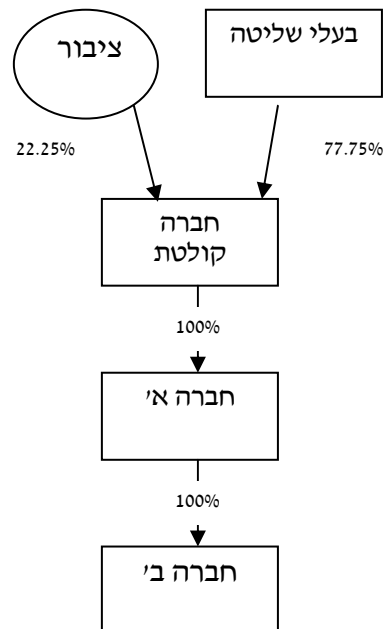 ציבור
בעלי שליטה
22.25%
77.75%
חברה
קולטת
100%
חברה א'
100%
חברה ב'